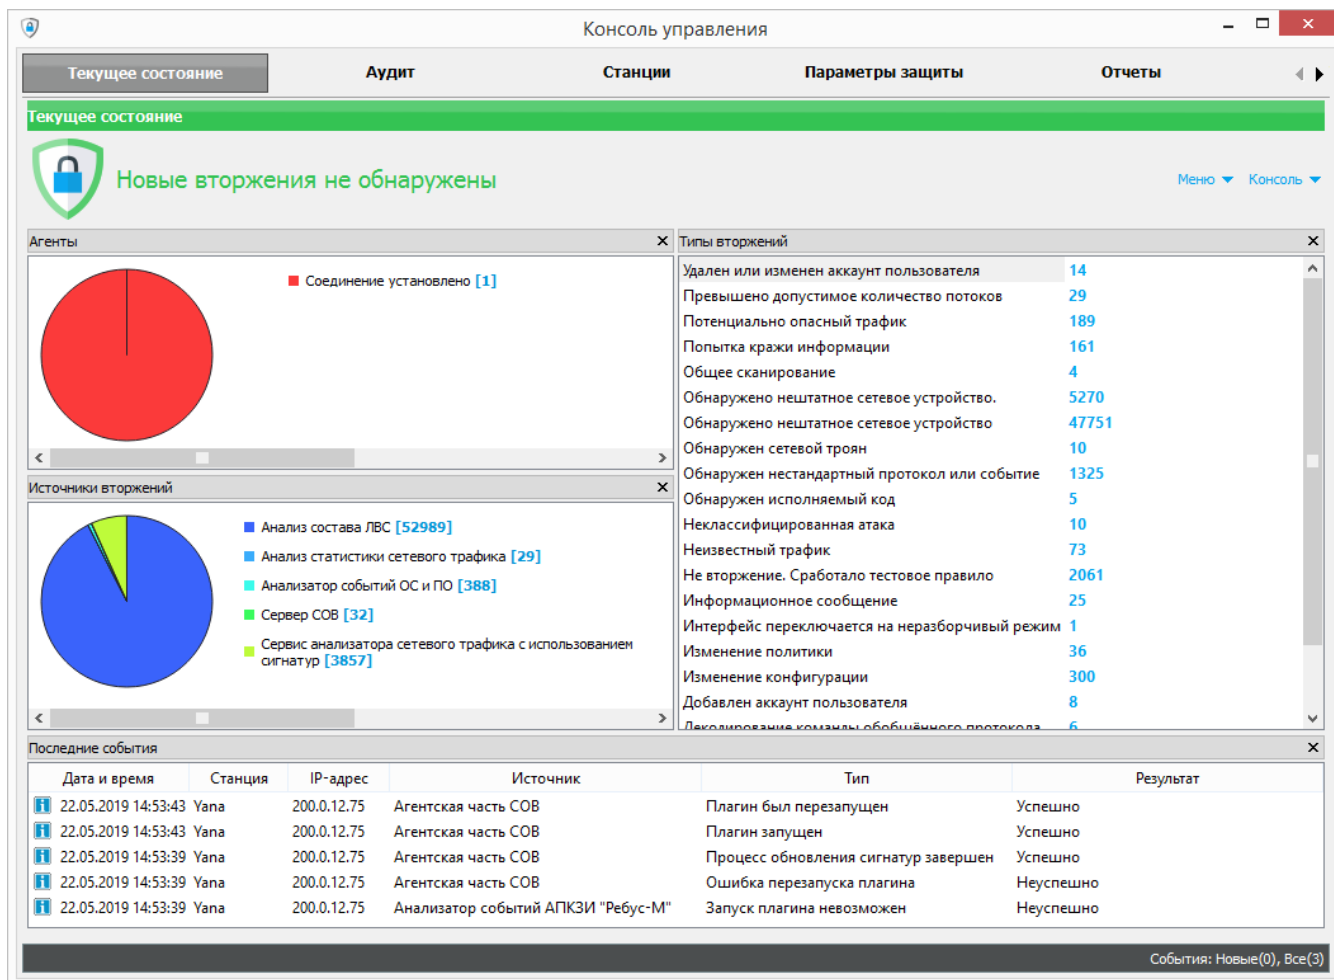 Консоль управления
Текущее состояние Аудит Станции Параметры защиты Отчеты
Текущее состояние
Новые вторжения не обнаружены
Меню Консоль
Агенты
Соединение установлено [1]
Источники вторжений
Анализ состава ЛВС [52989]
Анализ статистики сетевого трафика [29]
Анализатор событий ОС и ПО [388]
Сервер СОВ [32]
Сервис анализатора сетевого трафика с использованием
сигнатур [3857]
Типы вторжений
Удален или изменен аккаунт пользователя 14
Превышено допустимое количество потоков 29
Потенциально опасный трафик 189
Попытка кражи информации 161
Общее сканирование 4
Обнаружено нештатное сетевое устройство. 5270
Обнаружено нештатное сетевое устройство 47751
Обнаружен сетевой троян 10
Обнаружен нестандартный протокол или событие 1325
Обнаружен исполняемый код 5
Неклассифицированная атака 10
Неизвестный трафик 73
Не вторжение. Сработало тестовое правило 2061
Информационное сообщение 25
Интерфейс переключается на неразборчивый режим 1
Изменение политики 36
Изменение конфигурации 300
Добавлен аккаунт пользователя 8
Декодирование команды обобщённого протокола 6
Последние события
Дата и время Станция IP-адрес Источник Тип Результат
22.05.2019 14:53:43 Yana 200.0.12.75 Агентская часть СОВ Плагин был перезапущен Успешно
22.05.2019 14:53:43 Yana 200.0.12.75 Агентская часть СОВ Плагин запущен Успешно
22.05.2019 14:53:39 Yana 200.0.12.75 Агентская часть СОВ Процесс обновления сигнатур завершен Успешно
22.05.2019 14:53:39 Yana 200.0.12.75 Агентская часть СОВ Ошибка перезапуска плагина Неуспешно
22.05.2019 14:53:39 Yana 200.0.12.75 Анализатор событий АПКЗИ "Ребус-М" Запуск плагина невозможен Неуспешно
События: Новые(0), Все(3)